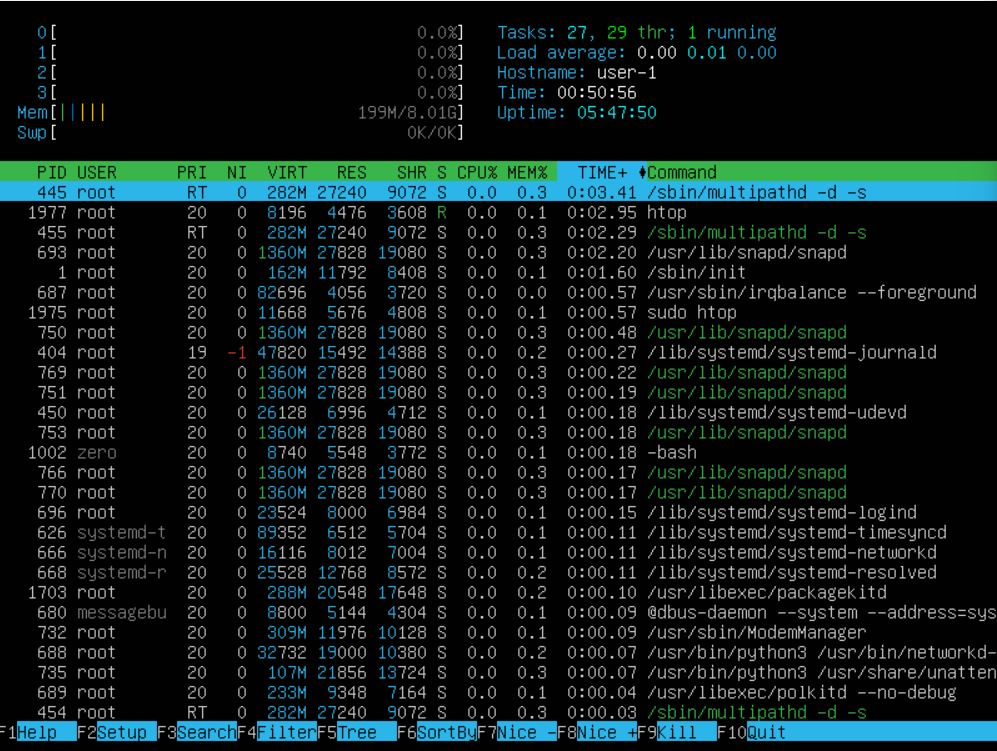 0[ 0.0%] Tasks: 27, 29 thr; 1 running
1[ 0.0%] Load average: 0.00 0.01 0.00
2[ 0.0%] Hostname: user-1
3[ 0.0%] Time: 00:50:56
Mem[||||| 199M/8.01G] Uptime: 05:47:50
Swp[ 0K/0K]
PID USER PRI NI VIRT RES SHR S CPU% MEM% TIME+ ♦Command
445 root RT 0 282M 27240 9072 S 0.0 0.3 0:03.41 /sbin/multipathd -d -s
1977 root 20 0 8196 4476 3608 R 0.0 0.1 0:02.95 htop
455 root RT 0 282M 27240 9072 S 0.0 0.3 0:02.29 /sbin/multipathd -d -s
693 root 20 0 1360M 27828 19080 S 0.0 0.3 0:02.20 /usr/lib/snapd/snapd
1 root 20 0 162M 11792 8408 S 0.0 0.1 0:01.60 /sbin/init
687 root 20 0 82696 4056 3720 S 0.0 0.0 0:00.57 /usr/sbin/irqbalance --foreground
1975 root 20 0 11668 5676 4808 S 0.0 0.1 0:00.57 sudo htop
750 root 20 0 1360M 27828 19080 S 0.0 0.3 0:00.48 /usr/lib/snapd/snapd
404 root 19 -1 47820 15492 14388 S 0.0 0.2 0:00.27 /lib/systemd/systemd-journald
769 root 20 0 1360M 27828 19080 S 0.0 0.3 0:00.22 /usr/lib/snapd/snapd
751 root 20 0 1360M 27828 19080 S 0.0 0.3 0:00.19 /usr/lib/snapd/snapd
450 root 20 0 26128 6996 4712 S 0.0 0.1 0:00.18 /lib/systemd/systemd-udevd
753 root 20 0 1360M 27828 19080 S 0.0 0.3 0:00.18 /usr/lib/snapd/snapd
1002 zero 20 0 8740 5548 3772 S 0.0 0.1 0:00.18 -bash
766 root 20 0 1360M 27828 19080 S 0.0 0.3 0:00.17 /usr/lib/snapd/snapd
770 root 20 0 1360M 27828 19080 S 0.0 0.3 0:00.17 /usr/lib/snapd/snapd
696 root 20 0 23524 8000 6984 S 0.0 0.1 0:00.15 /lib/systemd/systemd-logind
626 systemd-t 20 0 89352 6512 5704 S 0.0 0.1 0:00.11 /lib/systemd/systemd-timesyncd
666 systemd-n 20 0 16116 8012 7004 S 0.0 0.1 0:00.11 /lib/systemd/systemd-networkd
668 systemd-r 20 0 25528 12768 8572 S 0.0 0.2 0:00.11 /lib/systemd/systemd-resolved
1703 root 20 0 288M 20548 17648 S 0.0 0.2 0:00.10 /usr/libexec/packagekitd
680 messagebu 20 0 8800 5144 4304 S 0.0 0.1 0:00.09 @dbus-daemon --system --address=sys
732 root 20 0 309M 11976 10128 S 0.0 0.1 0:00.09 /usr/sbin/ModemManager
688 root 20 0 32732 19000 10380 S 0.0 0.2 0:00.07 /usr/bin/python3 /usr/bin/networkd-
735 root 20 0 107M 21856 13724 S 0.0 0.3 0:00.07 /usr/bin/python3 /usr/share/unatten
689 root 20 0 233M 9348 7164 S 0.0 0.1 0:00.04 /usr/libexec/polkitd --no-debug
454 root RT 0 282M 27240 9072 S 0.0 0.3 0:00.03 /sbin/multipathd -d -s
F1Help F2Setup F3SearchF4FilterF5Tree F6SortByF7Nice -F8Nice +F9Kill F10Quit